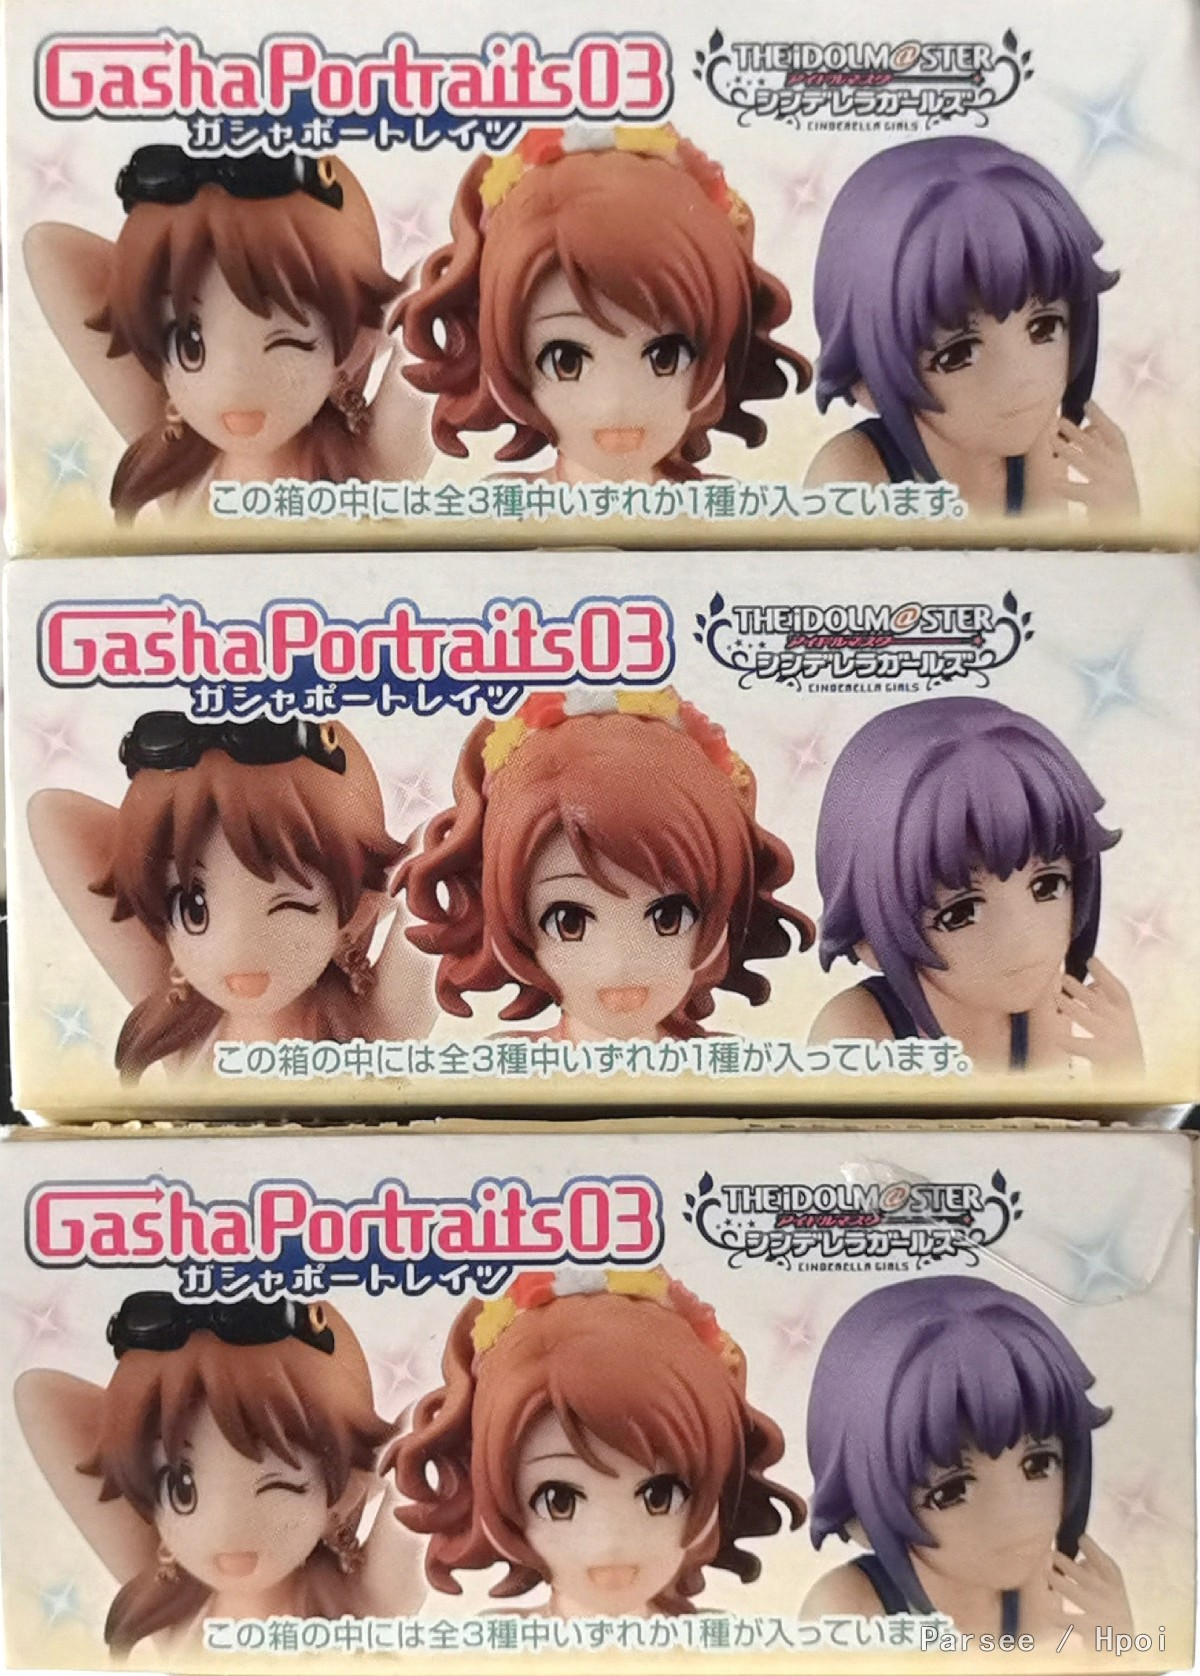 Gasha Portraits03
ガシャポートレイツ
THE iDOLM@STER
アイドルマスター
シンデレラガールズ
CINDERELLA GIRLS
この箱の中には全3種中いずれか1種が入っています。
Gasha Portraits03
ガシャポートレイツ
THE iDOLM@STER
アイドルマスター
シンデレラガールズ
CINDERELLA GIRLS
この箱の中には全3種中いずれか1種が入っています。
Gasha Portraits03
ガシャポートレイツ
THE iDOLM@STER
アイドルマスター
シンデレラガールズ
CINDERELLA GIRLS
この箱の中には全3種中いずれか1種が入っています。
Parsee / Hpoi